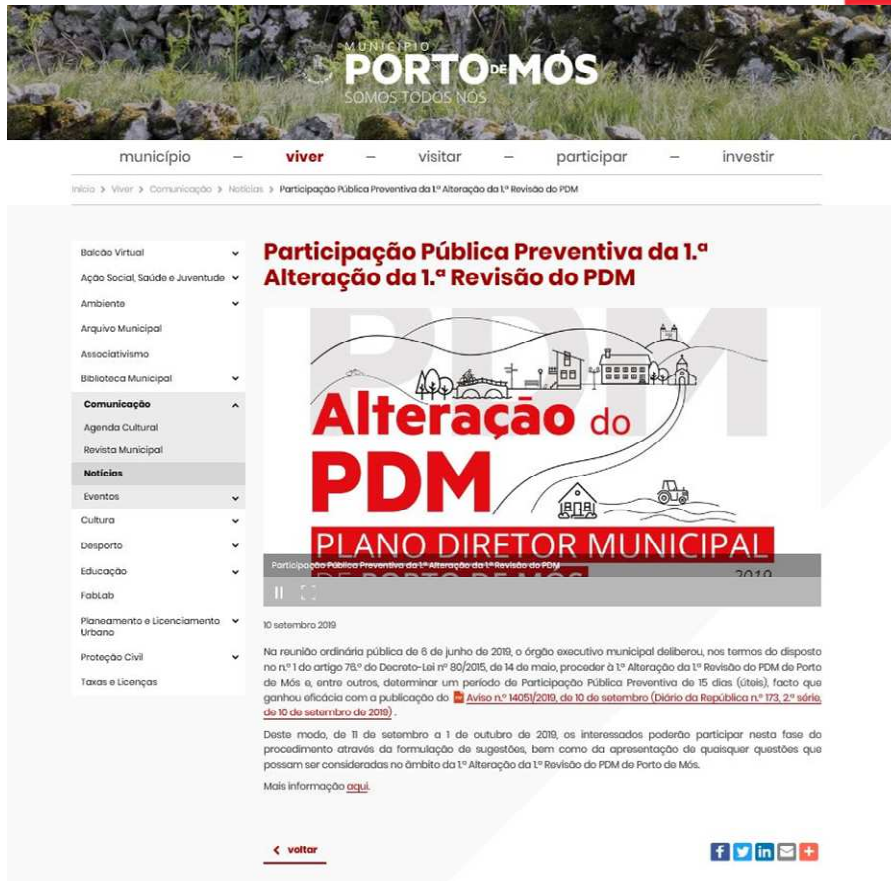 MUNICÍPIO
PORTO DE MÓS
SOMOS TODOS NÓS
município – viver – visitar – participar – investir
Início > Viver > Comunicação > Notícias > Participação Pública Preventiva da 1.ª Alteração da 1.ª Revisão do PDM
Balcão Virtual
Ação Social, Saúde e Juventude
Ambiente
Arquivo Municipal
Associativismo
Biblioteca Municipal
Comunicação
Agenda Cultural
Revista Municipal
Notícias
Eventos
Cultura
Desporto
Educação
FabLab
Planeamento e Licenciamento
Urbano
Proteção Civil
Taxas e Licenças
Participação Pública Preventiva da 1.ª
Alteração da 1.ª Revisão do PDM
PDM
Alteração do
PDM
PLANO DIRETOR MUNICIPAL
DE PORTO DE MÓS
2019
Participação Pública Preventiva da 1.ª Alteração da 1.ª Revisão do PDM
10 setembro 2019
Na reunião ordinária pública de 6 de junho de 2019, o órgão executivo municipal deliberou, nos termos do disposto
no n.º 1 do artigo 76.º do Decreto-Lei nº 80/2015, de 14 de maio, proceder à 1.ª Alteração da 1.ª Revisão do PDM de Porto
de Mós e, entre outros, determinar um período de Participação Pública Preventiva de 15 dias (úteis), facto que
ganhou eficácia com a publicação do Aviso n.º 14051/2019, de 10 de setembro (Diário da República n.º 173, 2.ª série,
de 10 de setembro de 2019) .
Deste modo, de 11 de setembro a 1 de outubro de 2019, os interessados poderão participar nesta fase do
procedimento através da formulação de sugestões, bem como da apresentação de quaisquer questões que
possam ser consideradas no âmbito da 1.ª Alteração da 1.ª Revisão do PDM de Porto de Mós.
Mais informação aqui.
voltar